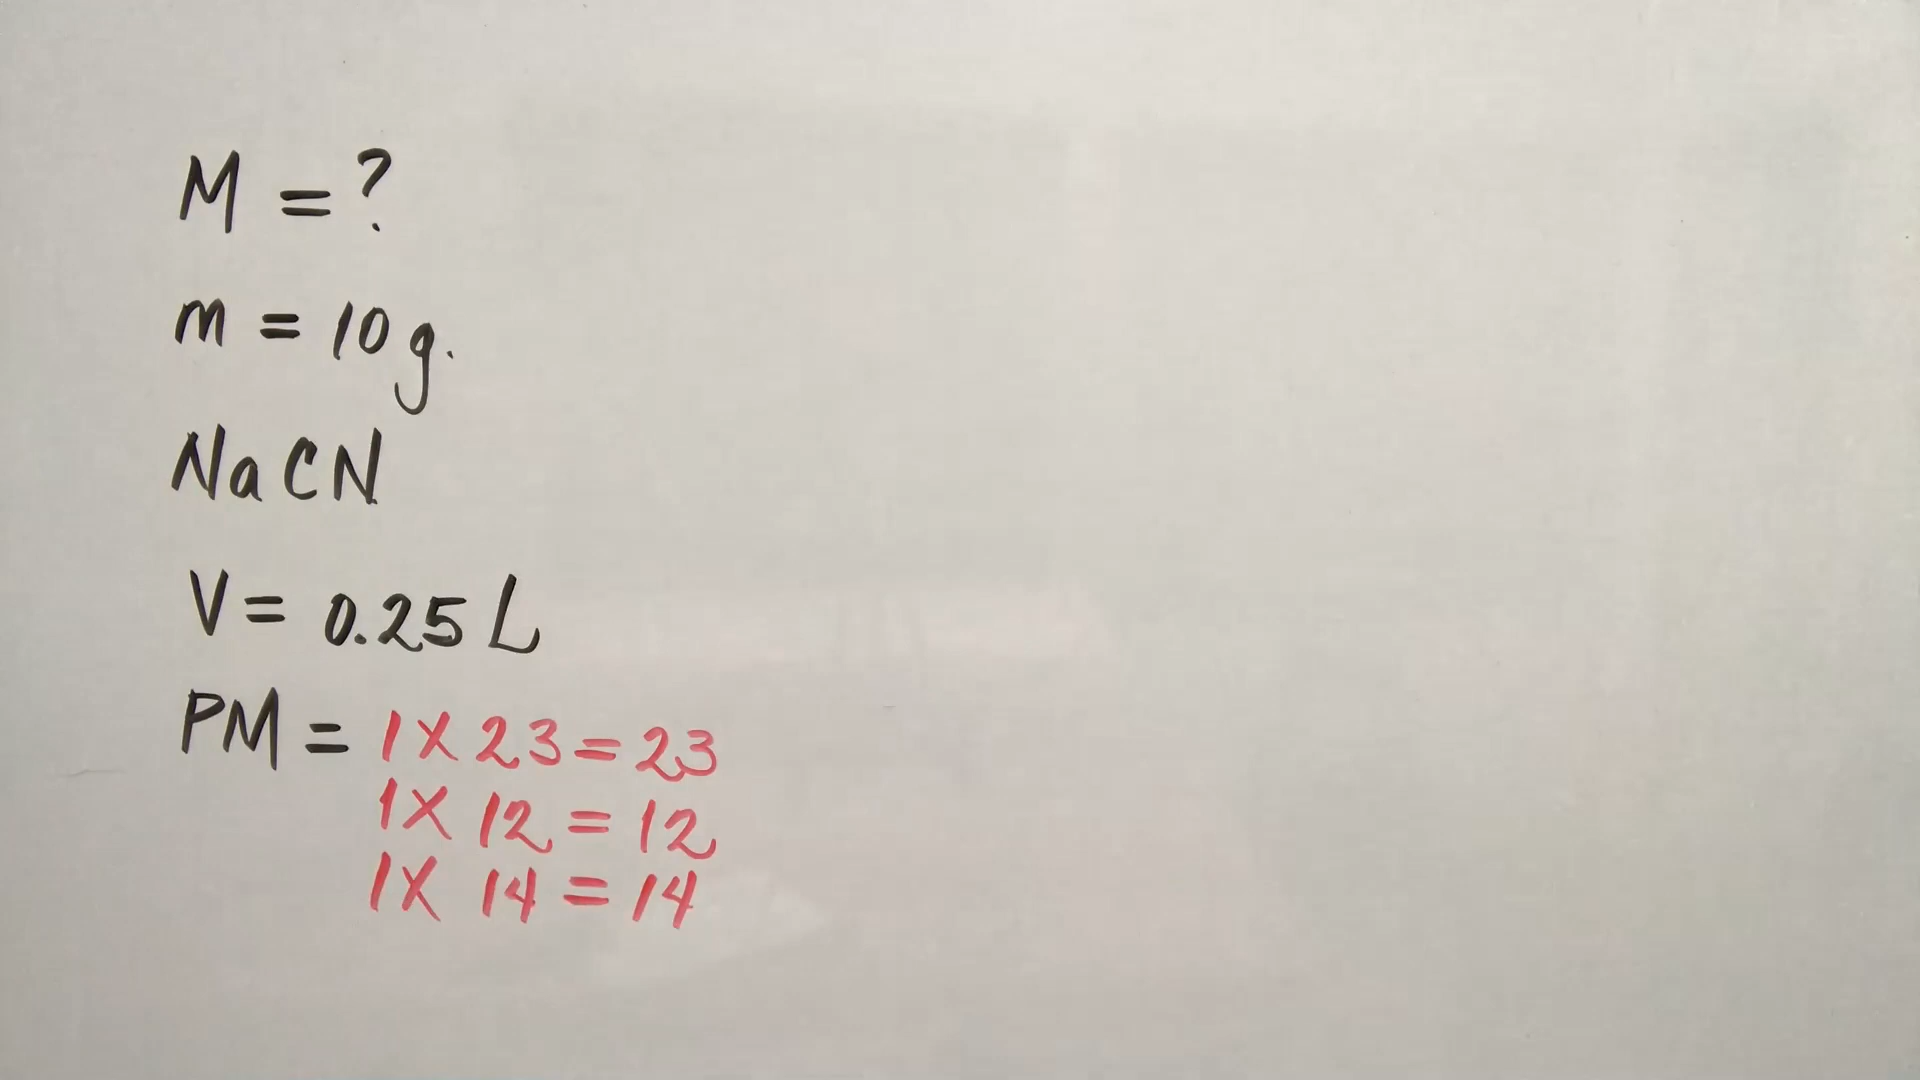 M = ?
m = 10 g.
NaCN
V = 0.25 L
PM = 1 X 23 = 23
1 X 12 = 12
1 X 14 = 14